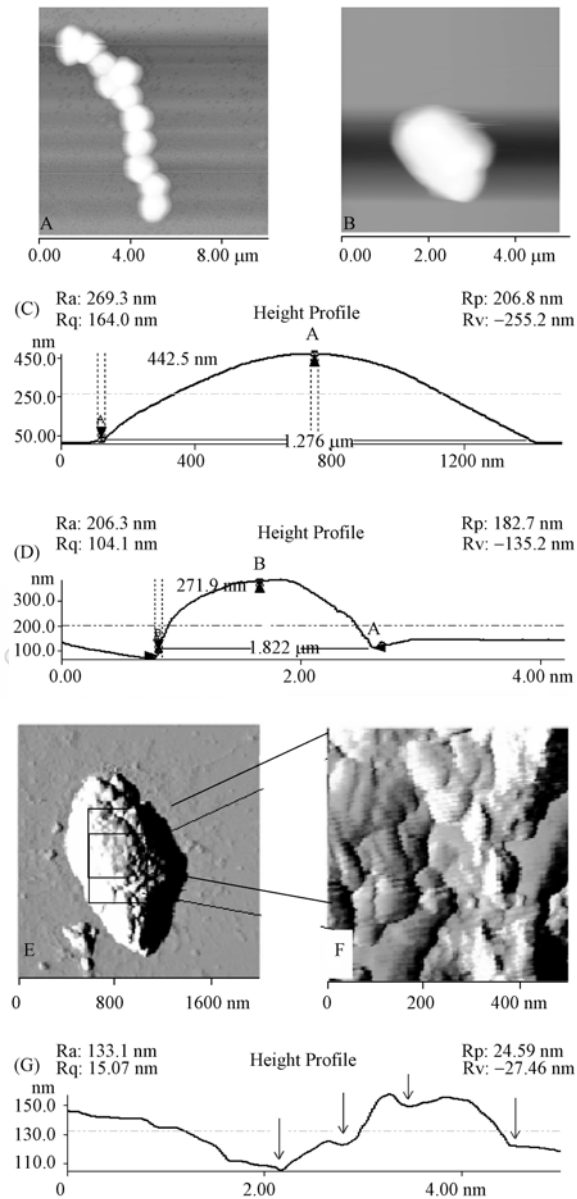 A
B
0.00 4.00 8.00 μm
0.00 2.00 4.00 μm
(C)
Ra: 269.3 nm
Rq: 164.0 nm
Height Profile
Rp: 206.8 nm
Rv: −255.2 nm
nm
A
450.0
442.5 nm
250.0
50.00
1.276 μm
0 400 800 1200 nm
(D)
Ra: 206.3 nm
Rq: 104.1 nm
Height Profile
Rp: 182.7 nm
Rv: −135.2 nm
nm
B
300.0
271.9 nm
200.0
A
100.0
1.822 μm
0.00 2.00 4.00 nm
E
F
0 800 1600 nm
0 200 400 nm
(G)
Ra: 133.1 nm
Rq: 15.07 nm
Height Profile
Rp: 24.59 nm
Rv: −27.46 nm
nm
150.0
130.0
110.0
0 2.00 4.00 nm